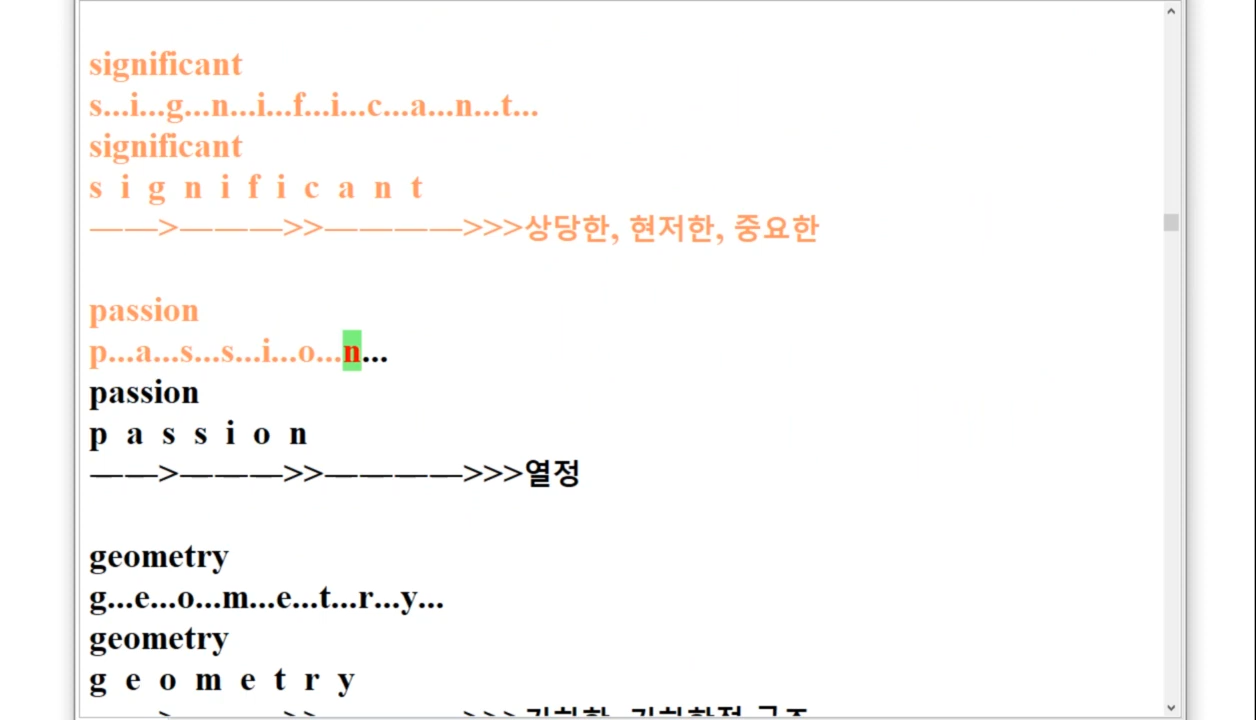 significant
s...i...g...n...i...f...i...c...a...n...t...
significant
s i g n i f i c a n t
——>———>>————>>>상당한, 현저한, 중요한
passion
p...a...s...s...i...o...n...
passion
p a s s i o n
——>———>>————>>>열정
geometry
g...e...o...m...e...t...r...y...
geometry
g e o m e t r y
——>———>>————>>>